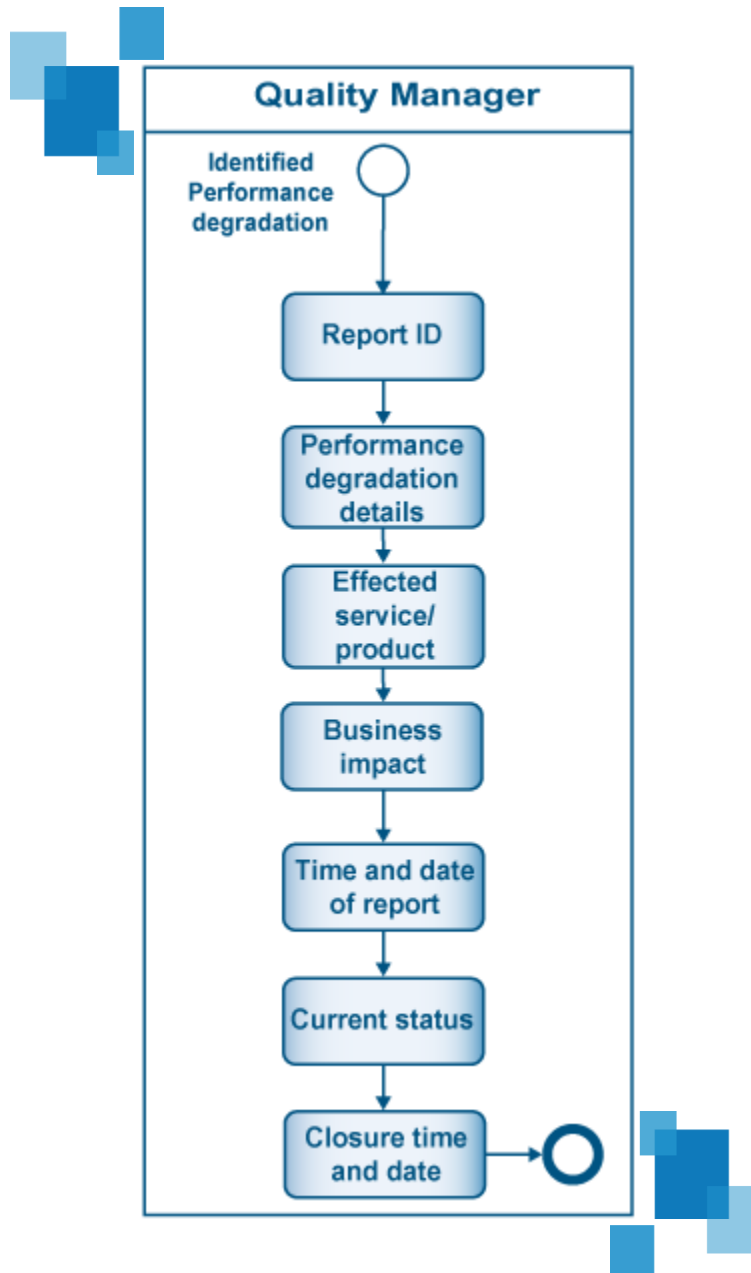 Quality Manager
Identified
Performance
degradation
Report ID
Performance
degradation
details
Effected
service/
product
Business
impact
Time and date
of report
Current status
Closure time
and date